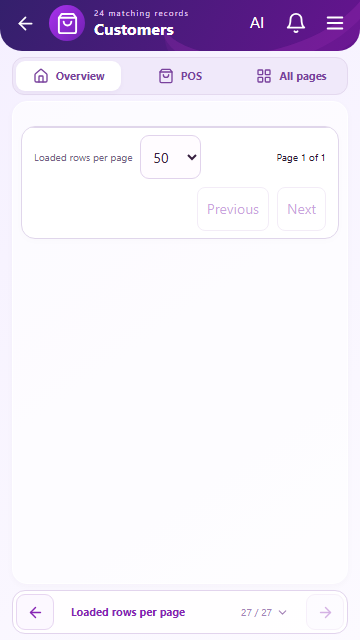 24 matching records
Customers
AI
Overview
POS
All pages
Loaded rows per page
50
Page 1 of 1
Previous
Next
Loaded rows per page
27 / 27